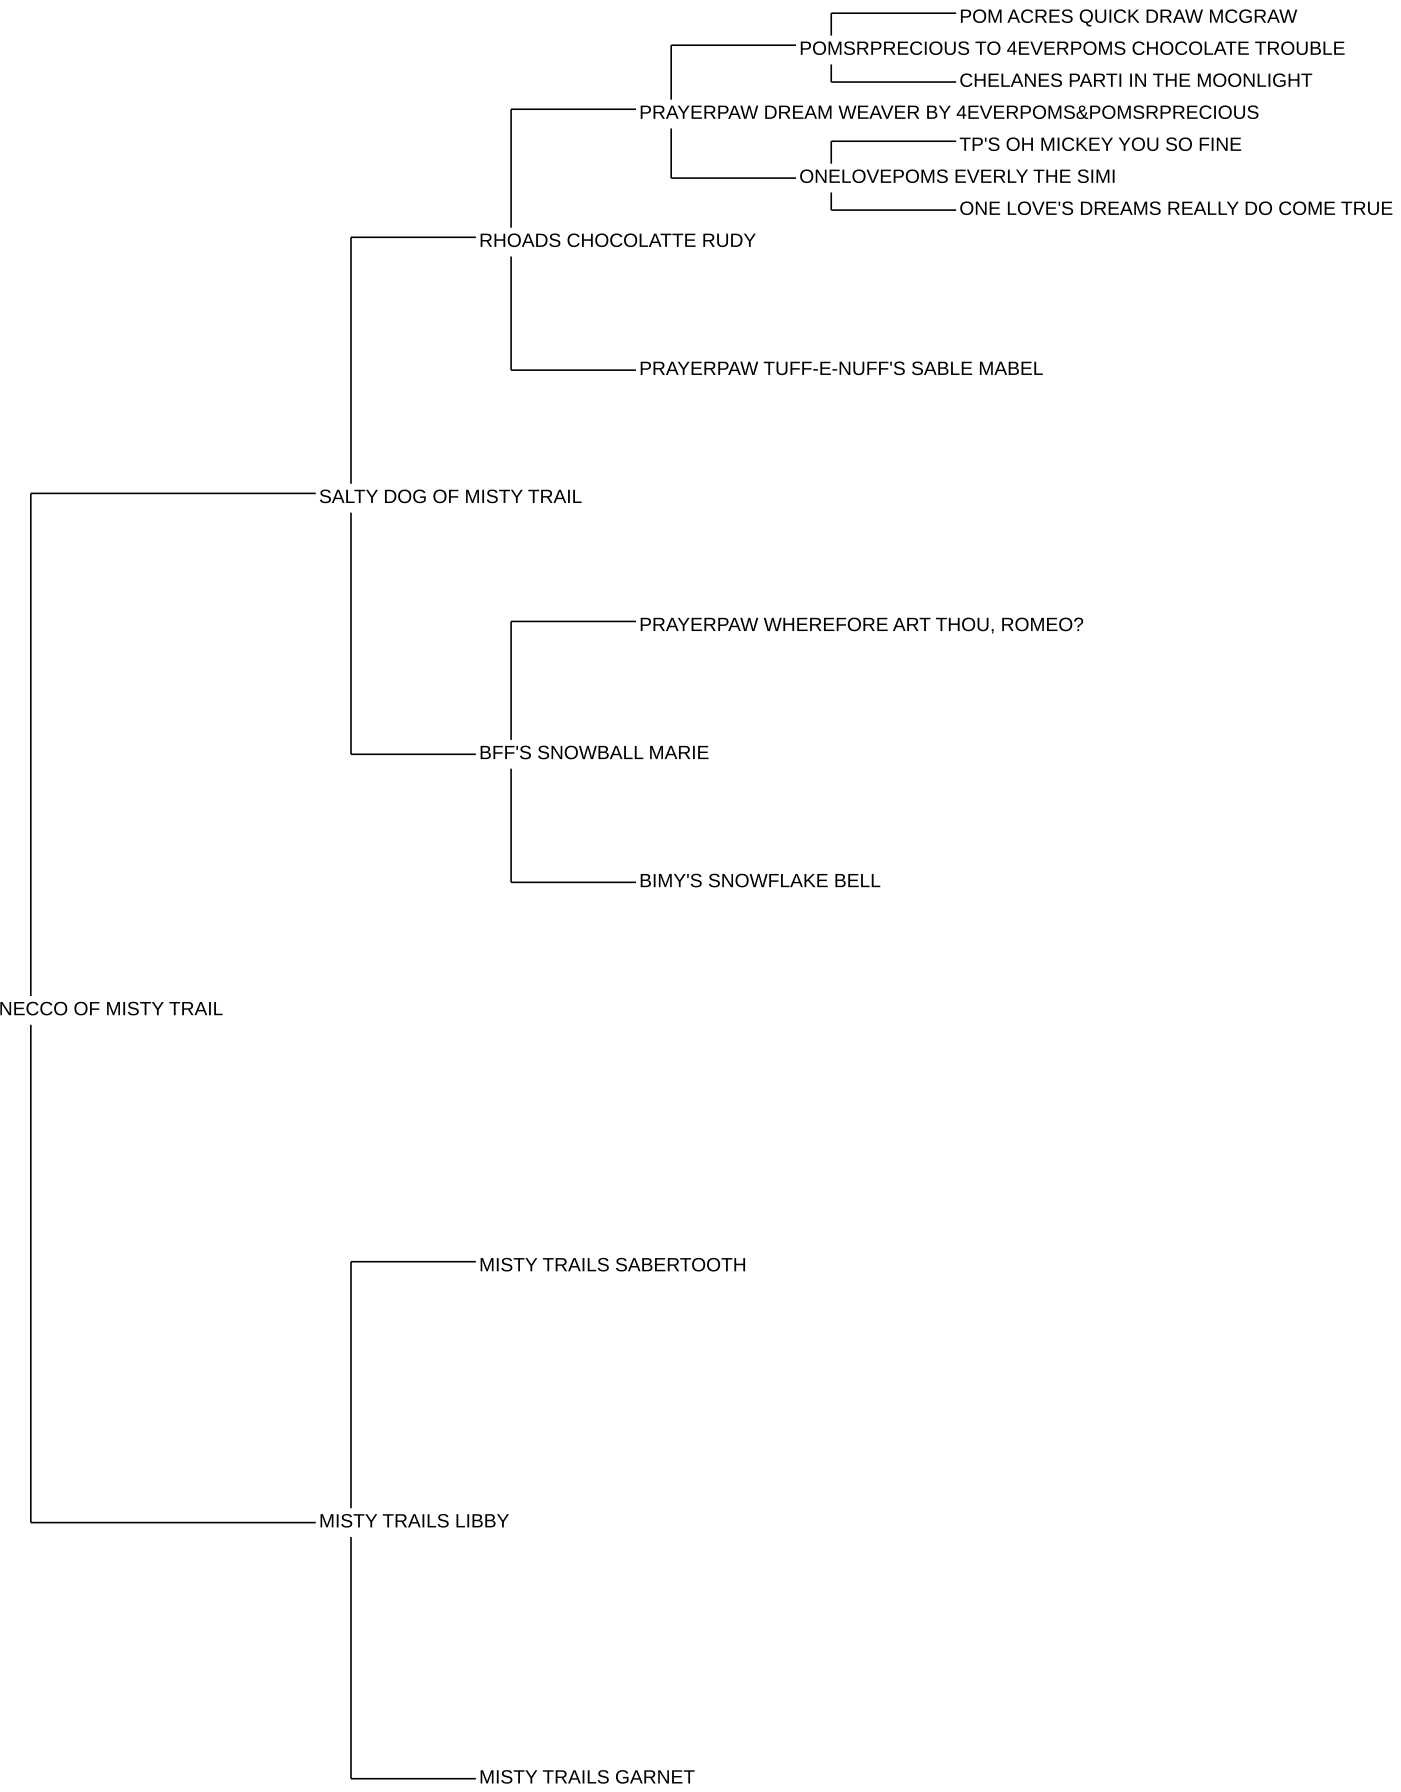 POM ACRES QUICK DRAW MCGRAW
POMSRPRECIOUS TO 4EVERPOMS CHOCOLATE TROUBLE
CHELANES PARTI IN THE MOONLIGHT
PRAYERPAW DREAM WEAVER BY 4EVERPOMS&POMSRPRECIOUS
TP'S OH MICKEY YOU SO FINE
ONELOVEPOMS EVERLY THE SIMI
ONE LOVE'S DREAMS REALLY DO COME TRUE
RHOADS CHOCOLATTE RUDY
PRAYERPAW TUFF-E-NUFF'S SABLE MABEL
SALTY DOG OF MISTY TRAIL
PRAYERPAW WHEREFORE ART THOU, ROMEO?
BFF'S SNOWBALL MARIE
BIMY'S SNOWFLAKE BELL
NECCO OF MISTY TRAIL
MISTY TRAILS SABERTOOTH
MISTY TRAILS LIBBY
MISTY TRAILS GARNET